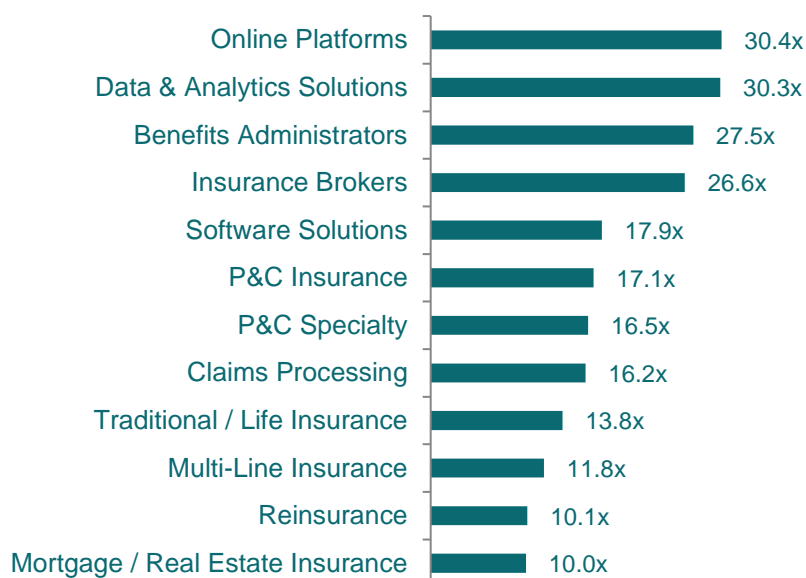 Online Platforms 30.4x
Data & Analytics Solutions 30.3x
Benefits Administrators 27.5x
Insurance Brokers 26.6x
Software Solutions 17.9x
P&C Insurance 17.1x
P&C Specialty 16.5x
Claims Processing 16.2x
Traditional / Life Insurance 13.8x
Multi-Line Insurance 11.8x
Reinsurance 10.1x
Mortgage / Real Estate Insurance 10.0x